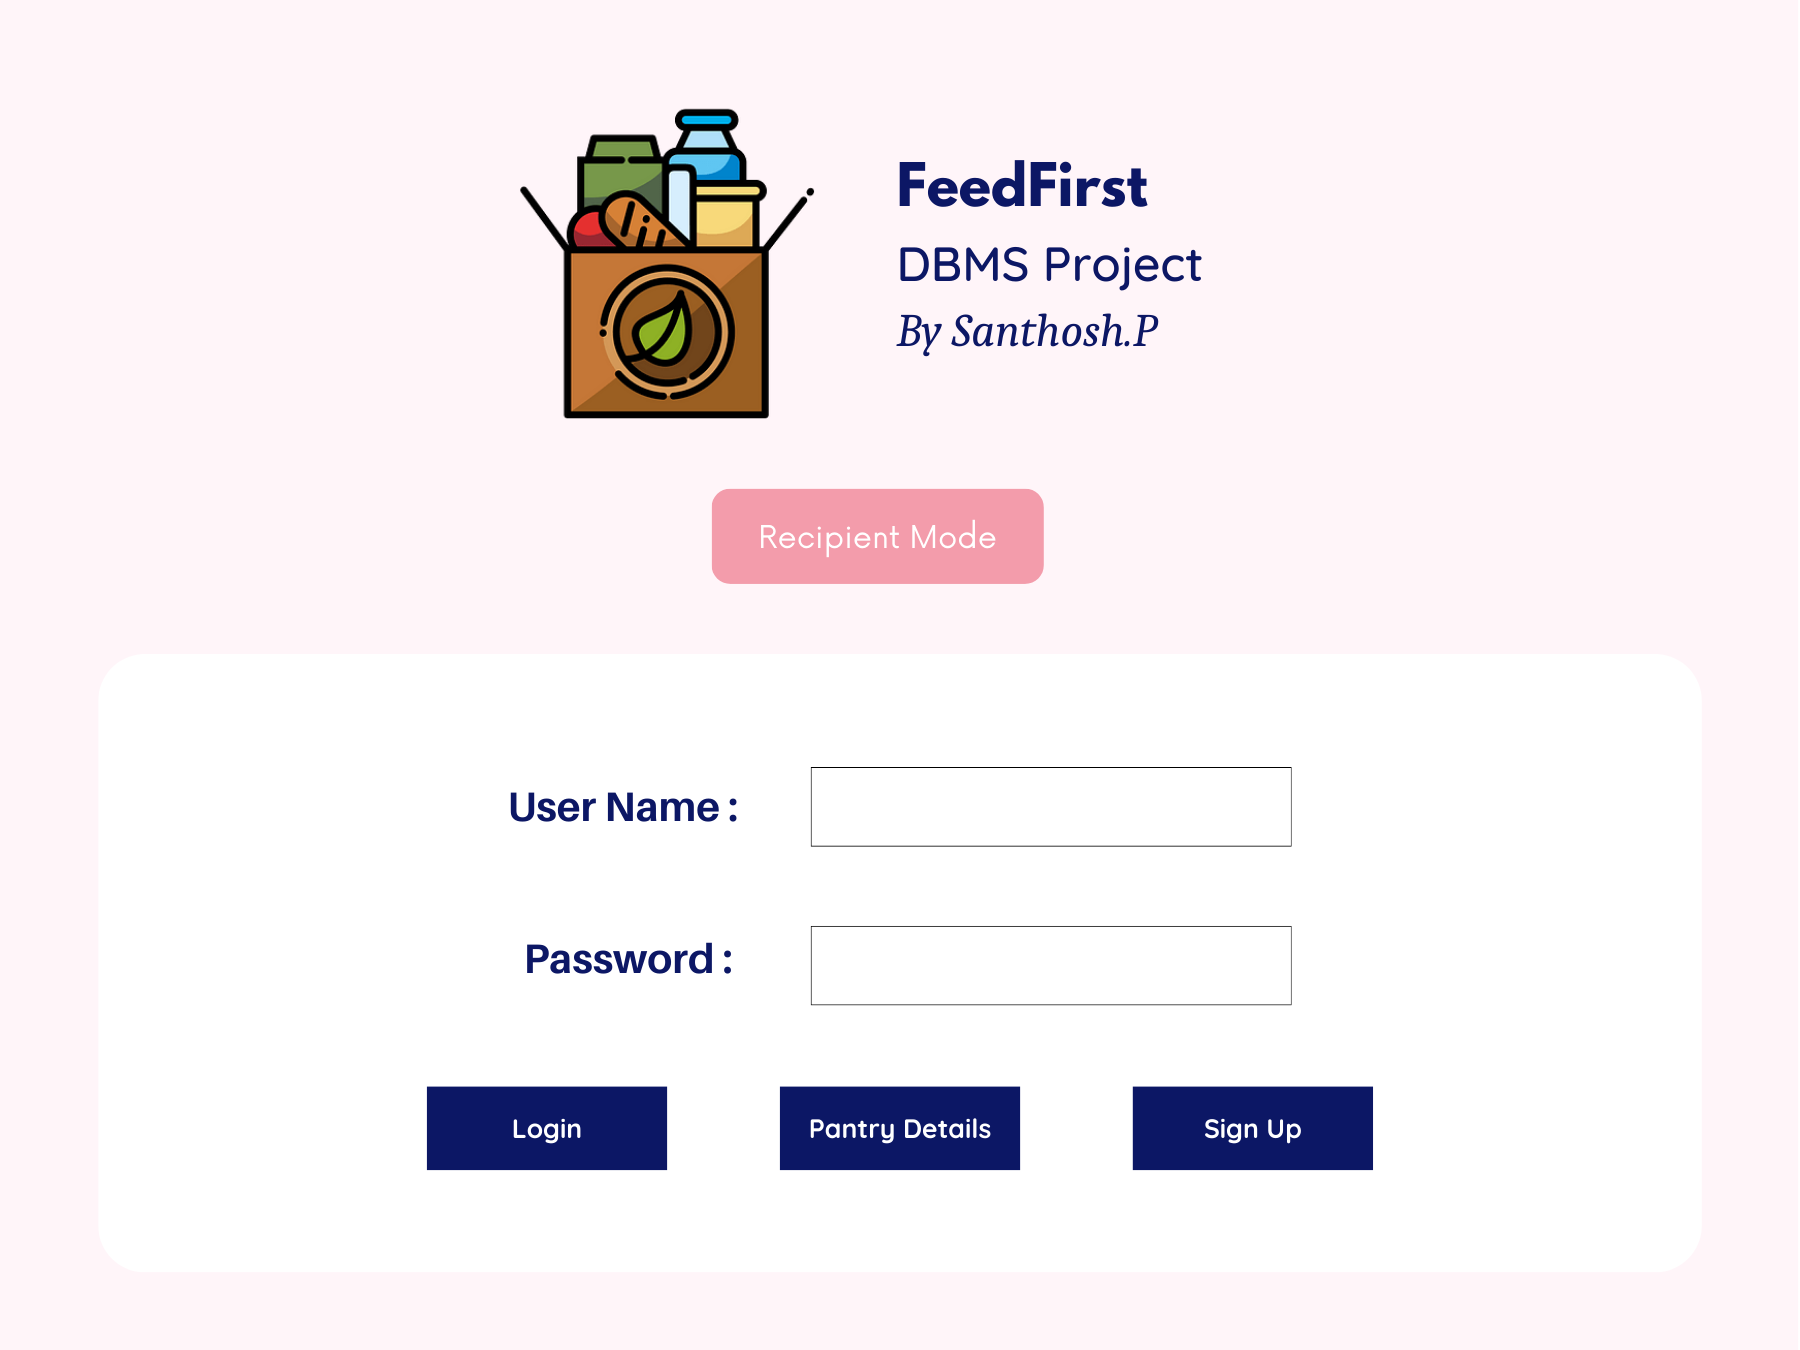 FeedFirst
DBMS Project
By Santhosh.P
Recipient Mode
User Name :
Password :
Login
Pantry Details
Sign Up